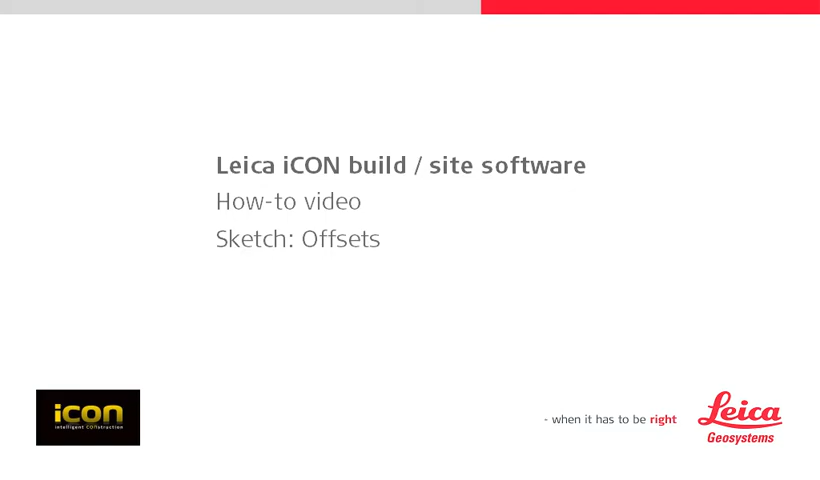 Leica iCON build / site software
How-to video
Sketch: Offsets
iCON
intelligent CONstruction
- when it has to be right
Leica
Geosystems